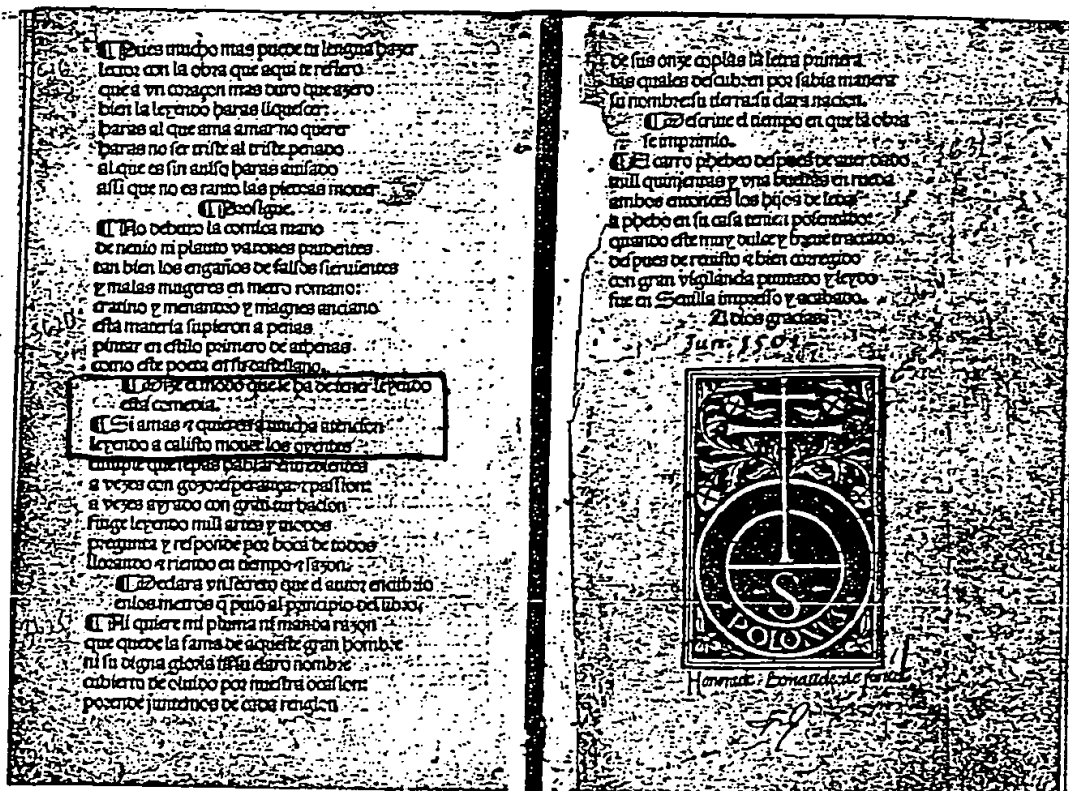 ¶ Pues mucho mas puede tu lengua hazer
lector con la obra que aqui te refiero
que a vn coraçon mas duro que azero
bien la leyendo haras liquescer:
haras al que ama amar no querer
haras no ser triste al triste penado
al que es sin auiso haras auisado
assi que no es tanto las piedras mouer
¶ Prosigue.
¶ No debuxo la comica mano
de neuio ni plauto varones prudentes
tan bien los engaños de falsos siruientes
y malas mugeres en metro romano:
cratino y menandro y magnes anciano
esta materia supieron a penas
pintar en estilo primero de athenas
como este poeta en su castellano.
¶ Dize el modo que se ha de tener leyendo
esta comedia.
¶ Si amas ⁊ quieres a mucha atencion
leyendo a calisto mouer los oyentes
cumple que sepas hablar entre dientes
a vezes con gozo: esperança: ⁊ passion:
a vezes ayrado con gran turbacion
finge leyendo mill artes y modos
pregunta y responde por boca de todos
llorando ⁊ riendo en tiempo ⁊ sazon.
¶ Declara vn secreto que el autor encubrio
enlos metros q̃ puso al principio del libro.
¶ Ni quiere mi pluma ni manda razon
que quede la fama de aqueste gran hombre
ni su digna gloria ni su claro nombre
cubierto de oluido por nuestra ocasion:
porende juntemos de cada renglon
de sus onze coplas la letra primera
las quales descubren por sabia manera
su nombre su tierra su clara nacion.
¶ Descriue el tiempo en que la obra
se imprimio.
¶ El carro phebeo despues de auer dado
mill quinientas y vna bueltas en rueda
ambos entonces los hijos de leda
a phebo en su casa tenien posentado:
quando este muy dulce y breue tractado
despues de reuisto ⁊ bien corregido
con gran vigilancia puntado y leydo
fue en Seuilla impresso y acabado.
A dios gracias.
Jun. 1501
1631
S
POLONUS